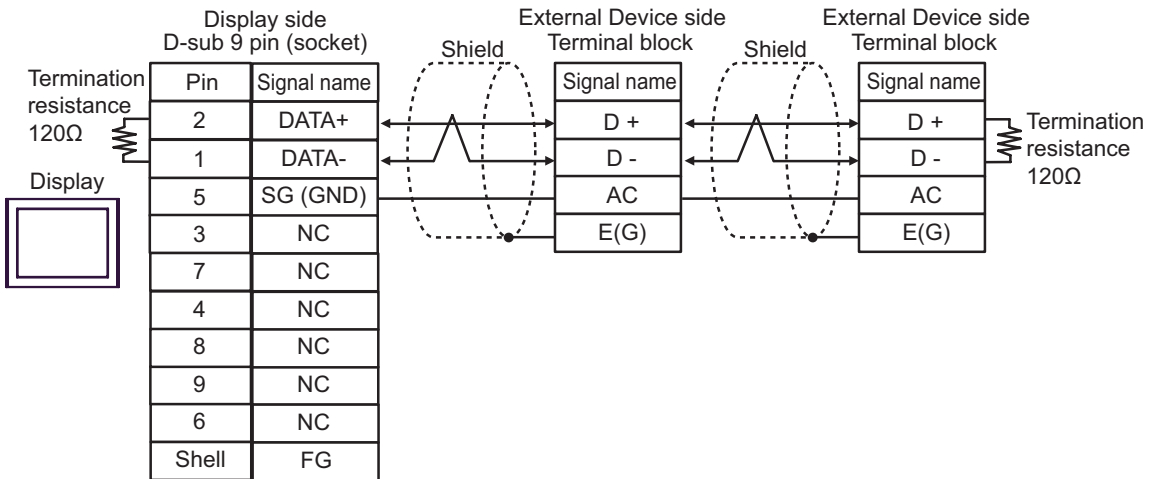 Display side
D-sub 9 pin (socket)
External Device side
Terminal block
External Device side
Terminal block
Shield
Shield
Termination
resistance
120Ω
Display
Pin Signal name
2 DATA+
1 DATA-
5 SG (GND)
3 NC
7 NC
4 NC
8 NC
9 NC
6 NC
Shell FG
Signal name
D +
D -
AC
E(G)
Signal name
D +
D -
AC
E(G)
Termination
resistance
120Ω